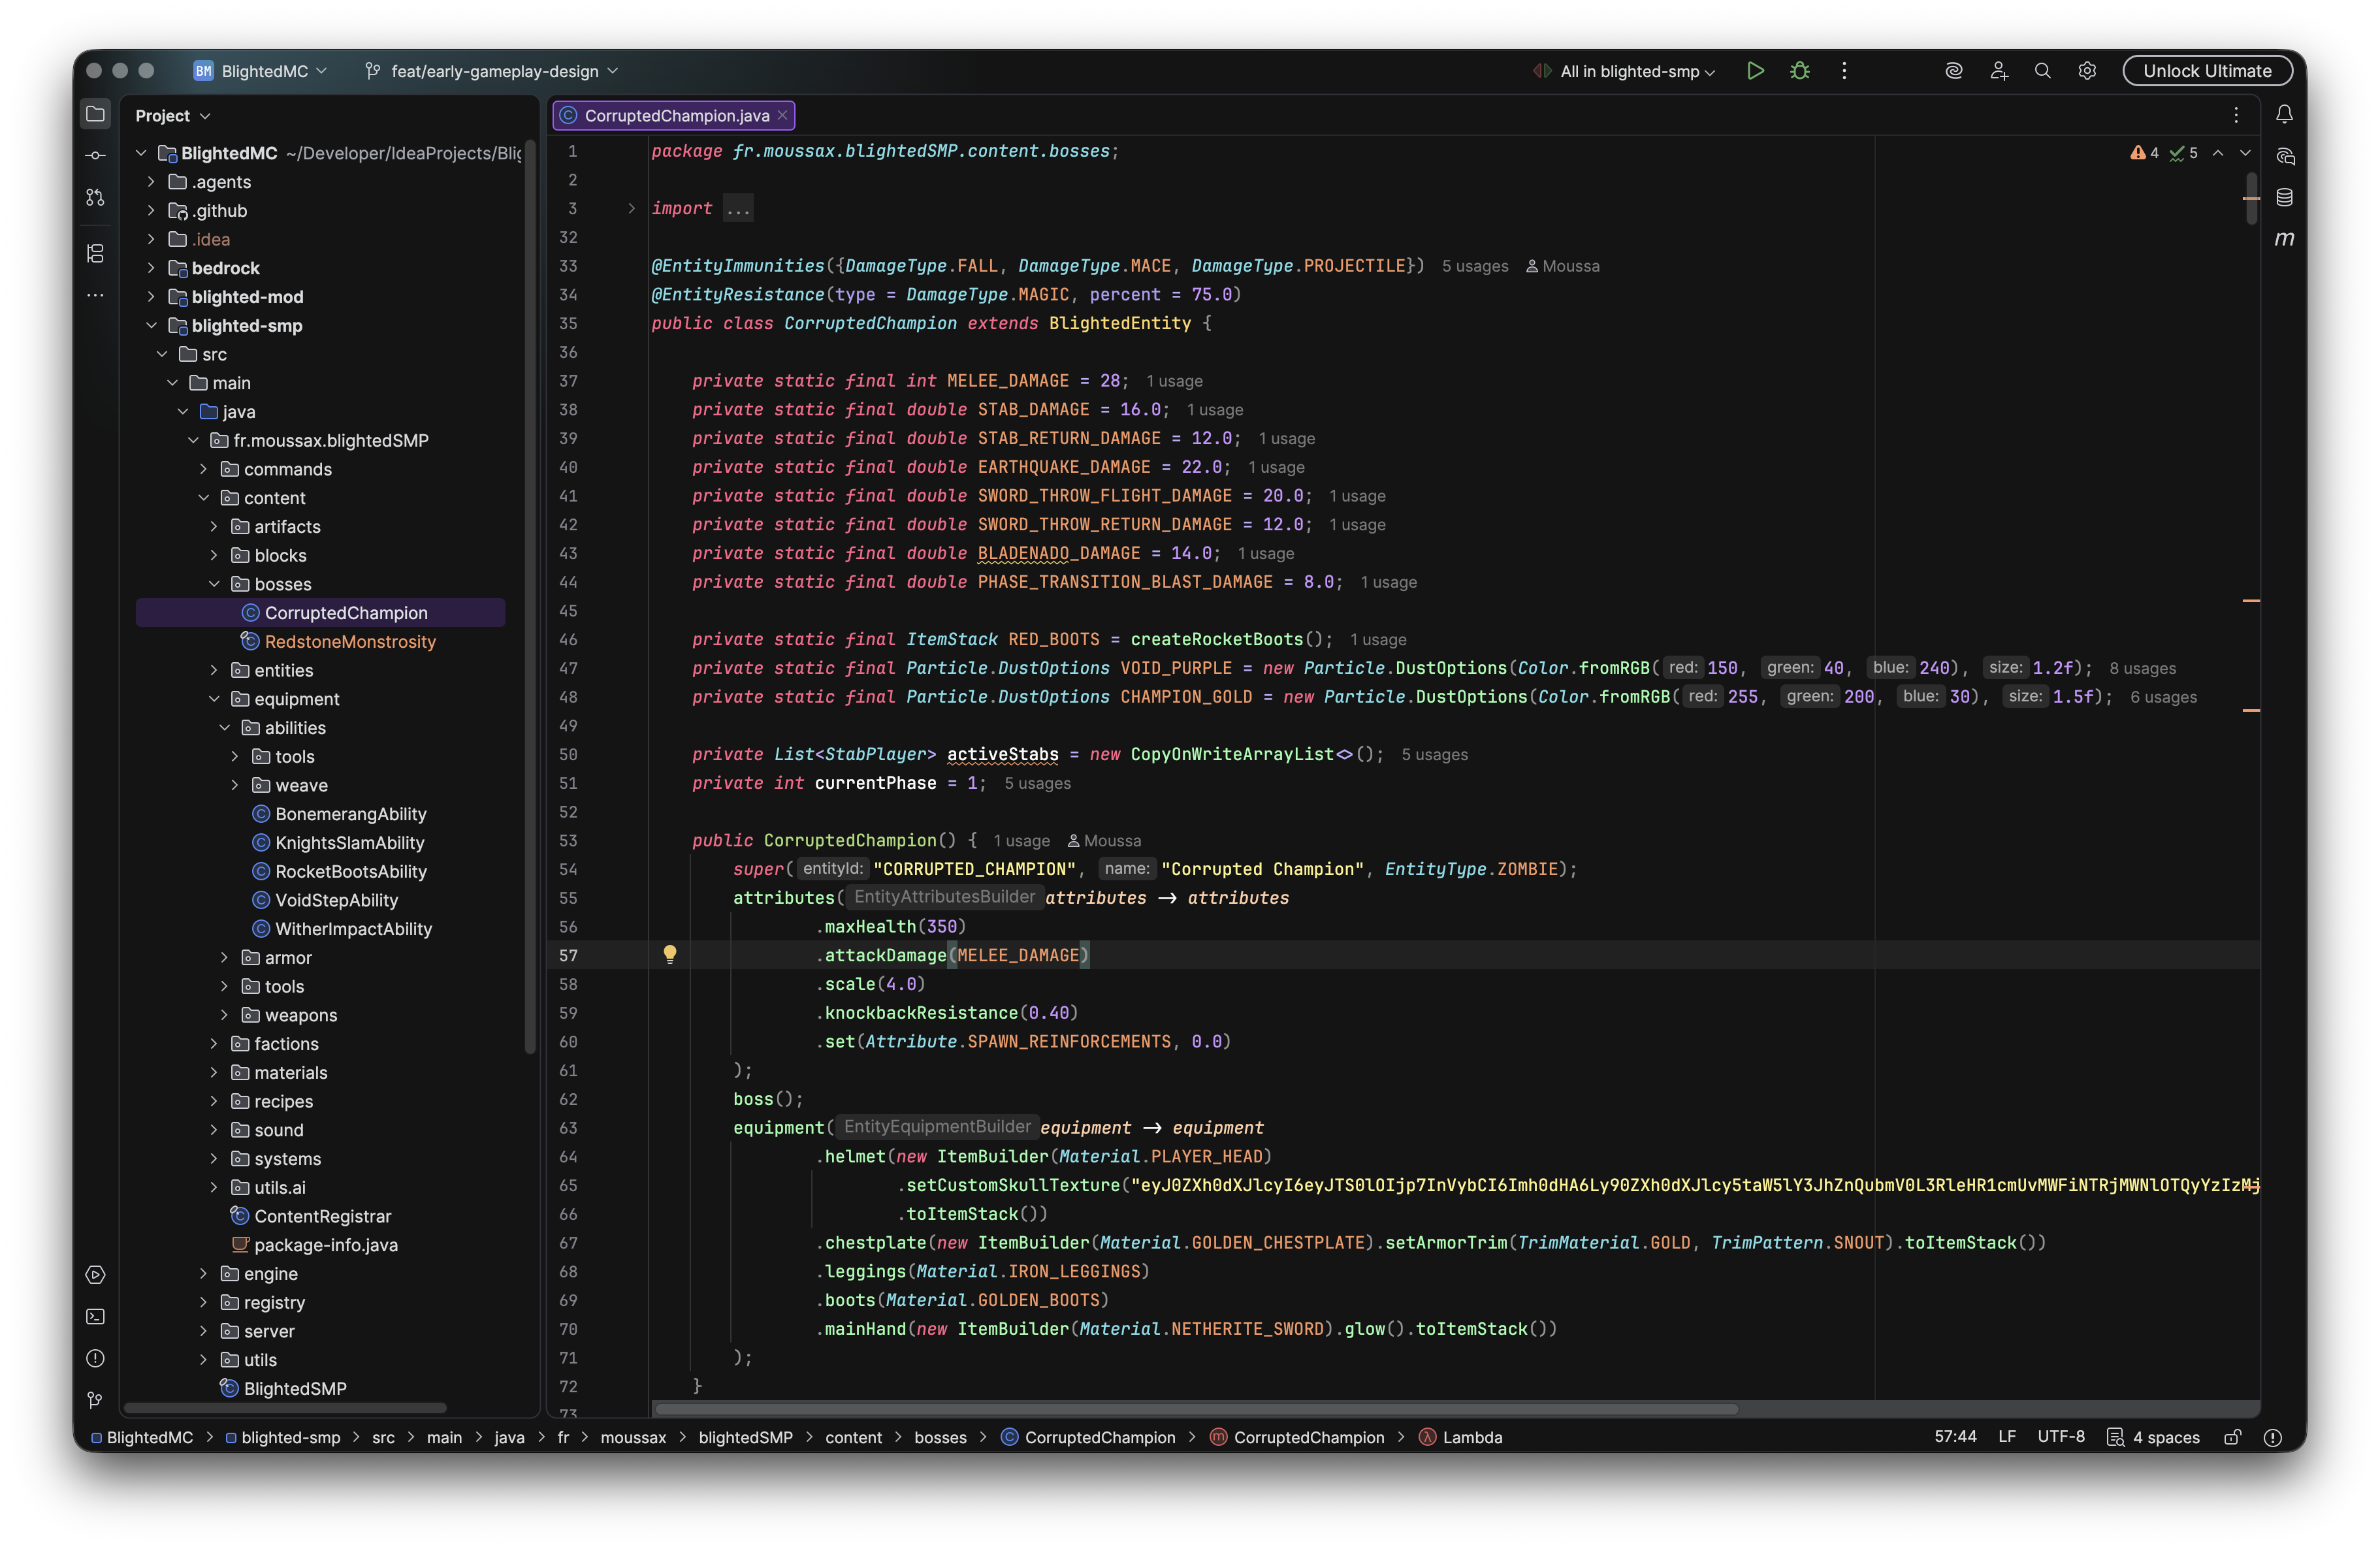 BM BlightedMC feat/early-gameplay-design All in blighted-smp Unlock Ultimate
Project
BlightedMC ~/Developer/IdeaProjects/Blig
.agents
.github
.idea
bedrock
blighted-mod
blighted-smp
src
main
java
fr.moussax.blightedSMP
commands
content
artifacts
blocks
bosses
CorruptedChampion
RedstoneMonstrosity
entities
equipment
abilities
tools
weave
BonemerangAbility
KnightsSlamAbility
RocketBootsAbility
VoidStepAbility
WitherImpactAbility
armor
tools
weapons
factions
materials
recipes
sound
systems
utils.ai
ContentRegistrar
package-info.java
engine
registry
server
utils
BlightedSMP
CorruptedChampion.java
4 5
m
1 package fr.moussax.blightedSMP.content.bosses;
2
3 import ...
32
33 @EntityImmunities({DamageType.FALL, DamageType.MACE, DamageType.PROJECTILE}) 5 usages Moussa
34 @EntityResistance(type = DamageType.MAGIC, percent = 75.0)
35 public class CorruptedChampion extends BlightedEntity {
36
37 private static final int MELEE_DAMAGE = 28; 1 usage
38 private static final double STAB_DAMAGE = 16.0; 1 usage
39 private static final double STAB_RETURN_DAMAGE = 12.0; 1 usage
40 private static final double EARTHQUAKE_DAMAGE = 22.0; 1 usage
41 private static final double SWORD_THROW_FLIGHT_DAMAGE = 20.0; 1 usage
42 private static final double SWORD_THROW_RETURN_DAMAGE = 12.0; 1 usage
43 private static final double BLADENADO_DAMAGE = 14.0; 1 usage
44 private static final double PHASE_TRANSITION_BLAST_DAMAGE = 8.0; 1 usage
45
46 private static final ItemStack RED_BOOTS = createRocketBoots(); 1 usage
47 private static final Particle.DustOptions VOID_PURPLE = new Particle.DustOptions(Color.fromRGB( red: 150, green: 40, blue: 240), size: 1.2f); 8 usages
48 private static final Particle.DustOptions CHAMPION_GOLD = new Particle.DustOptions(Color.fromRGB( red: 255, green: 200, blue: 30), size: 1.5f); 6 usages
49
50 private List<StabPlayer> activeStabs = new CopyOnWriteArrayList<>(); 5 usages
51 private int currentPhase = 1; 5 usages
52
53 public CorruptedChampion() { 1 usage Moussa
54 super( entityId: "CORRUPTED_CHAMPION", name: "Corrupted Champion", EntityType.ZOMBIE);
55 attributes( EntityAttributesBuilder attributes -> attributes
56 .maxHealth(350)
57 .attackDamage(MELEE_DAMAGE)
58 .scale(4.0)
59 .knockbackResistance(0.40)
60 .set(Attribute.SPAWN_REINFORCEMENTS, 0.0)
61 );
62 boss();
63 equipment( EntityEquipmentBuilder equipment -> equipment
64 .helmet(new ItemBuilder(Material.PLAYER_HEAD)
65 .setCustomSkullTexture("eyJ0ZXh0dXJlcyI6eyJTS0lOIjp7InVybCI6Imh0dHA6Ly90ZXh0dXJlcy5taW5lY3JhZnQubmV0L3RleHR1cmUvMWFiNTRjMWNlOTQyYzIzMj
66 .toItemStack())
67 .chestplate(new ItemBuilder(Material.GOLDEN_CHESTPLATE).setArmorTrim(TrimMaterial.GOLD, TrimPattern.SNOUT).toItemStack())
68 .leggings(Material.IRON_LEGGINGS)
69 .boots(Material.GOLDEN_BOOTS)
70 .mainHand(new ItemBuilder(Material.NETHERITE_SWORD).glow().toItemStack())
71 );
72 }
73
BlightedMC > blighted-smp > src > main > java > fr > moussax > blightedSMP > content > bosses > CorruptedChampion > CorruptedChampion > Lambda 57:44 LF UTF-8 4 spaces